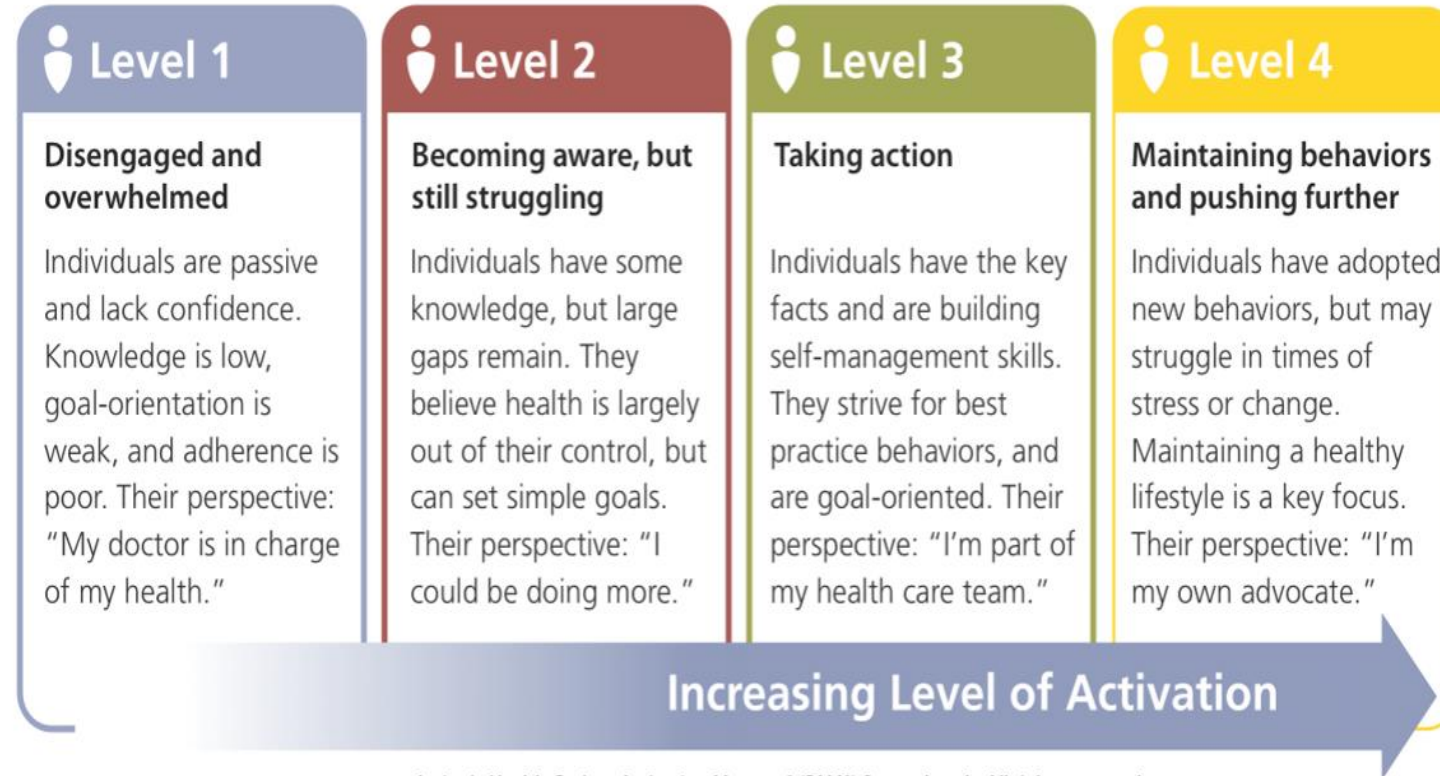 Level 1
Disengaged and
overwhelmed
Individuals are passive
and lack confidence.
Knowledge is low,
goal-orientation is
weak, and adherence is
poor. Their perspective:
“My doctor is in charge
of my health.”
Level 2
Becoming aware, but
still struggling
Individuals have some
knowledge, but large
gaps remain. They
believe health is largely
out of their control, but
can set simple goals.
Their perspective: “I
could be doing more.”
Level 3
Taking action
Individuals have the key
facts and are building
self-management skills.
They strive for best
practice behaviors, and
are goal-oriented. Their
perspective: “I’m part of
my health care team.”
Level 4
Maintaining behaviors
and pushing further
Individuals have adopted
new behaviors, but may
struggle in times of
stress or change.
Maintaining a healthy
lifestyle is a key focus.
Their perspective: “I’m
my own advocate.”
Increasing Level of Activation